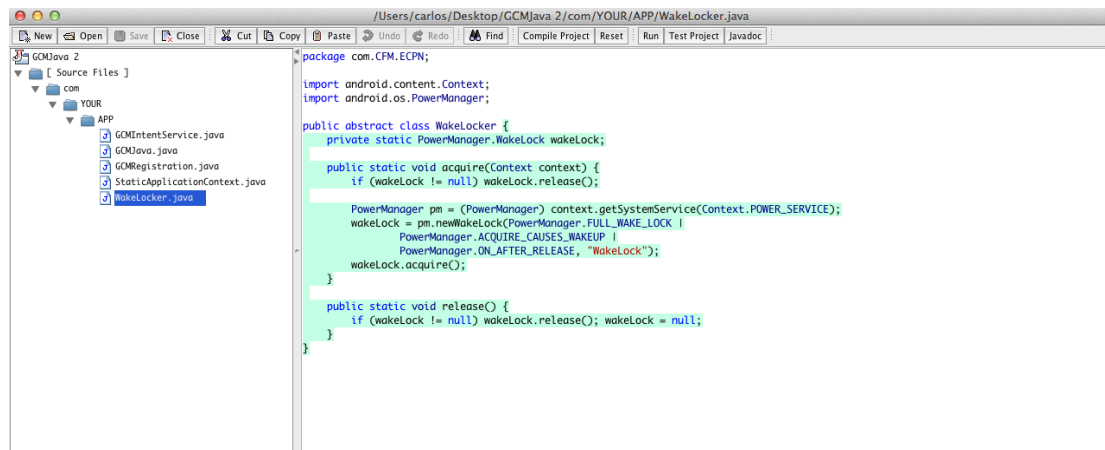 /Users/carlos/Desktop/GCMJava 2/com/YOUR/APP/WakeLocker.java
New Open Save Close Cut Copy Paste Undo Redo Find Compile Project Reset Run Test Project Javadoc
GCMJava 2
[ Source Files ]
com
YOUR
APP
GCMIntentService.java
GCMJava.java
GCMRegistration.java
StaticApplicationContext.java
WakeLocker.java
package com.CFM.ECPN;
import android.content.Context;
import android.os.PowerManager;
public abstract class WakeLocker {
private static PowerManager.WakeLock wakeLock;
public static void acquire(Context context) {
if (wakeLock != null) wakeLock.release();
PowerManager pm = (PowerManager) context.getSystemService(Context.POWER_SERVICE);
wakeLock = pm.newWakeLock(PowerManager.FULL_WAKE_LOCK |
PowerManager.ACQUIRE_CAUSES_WAKEUP |
PowerManager.ON_AFTER_RELEASE, "WakeLock");
wakeLock.acquire();
}
public static void release() {
if (wakeLock != null) wakeLock.release(); wakeLock = null;
}
}